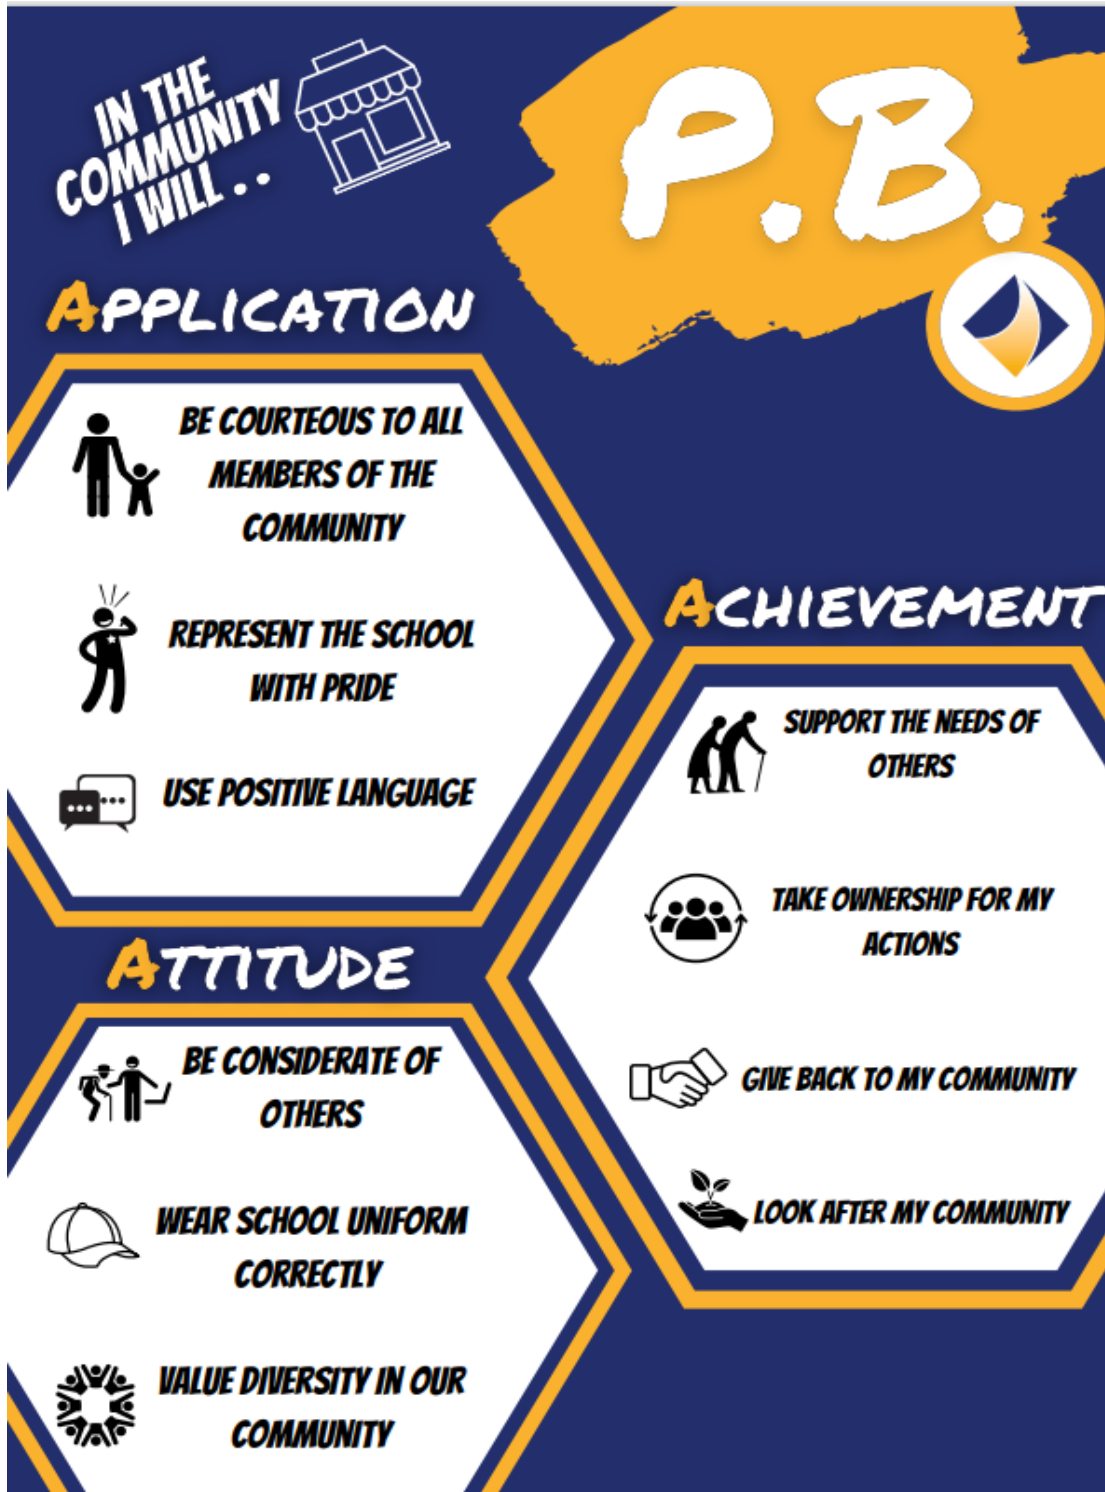 IN THE
COMMUNITY
I WILL..
P.B.
APPLICATION
BE COURTEOUS TO ALL
MEMBERS OF THE
COMMUNITY
REPRESENT THE SCHOOL
WITH PRIDE
USE POSITIVE LANGUAGE
ATTITUDE
BE CONSIDERATE OF
OTHERS
WEAR SCHOOL UNIFORM
CORRECTLY
VALUE DIVERSITY IN OUR
COMMUNITY
ACHIEVEMENT
SUPPORT THE NEEDS OF
OTHERS
TAKE OWNERSHIP FOR MY
ACTIONS
GIVE BACK TO MY COMMUNITY
LOOK AFTER MY COMMUNITY